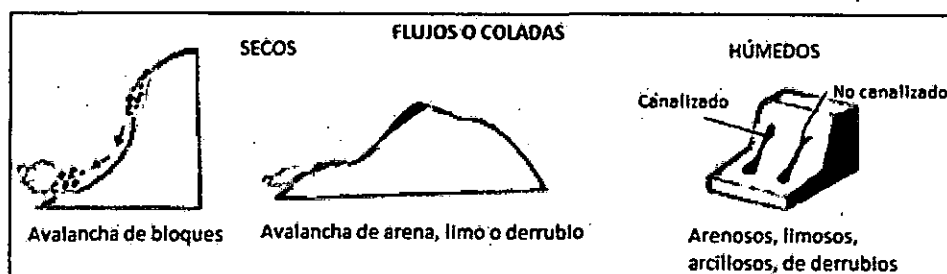 FLUJOS O COLADAS
SECOS
HÚMEDOS
Canalizado
No canalizado
Avalancha de bloques
Avalancha de arena, limo o derrubio
Arenosos, limosos,
arcillosos, de derrubios